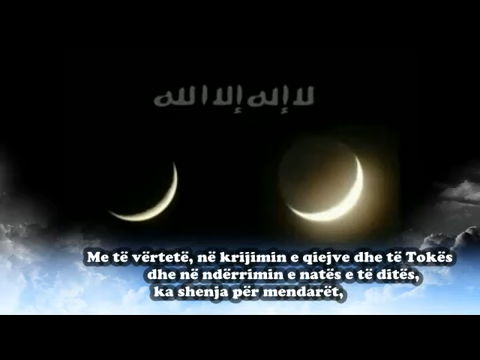 لا إله إلا الله
Me të vërtetë, në krijimin e qiejve dhe të Tokës
dhe në ndërrimin e natës e të ditës,
ka shenja për mendarët,